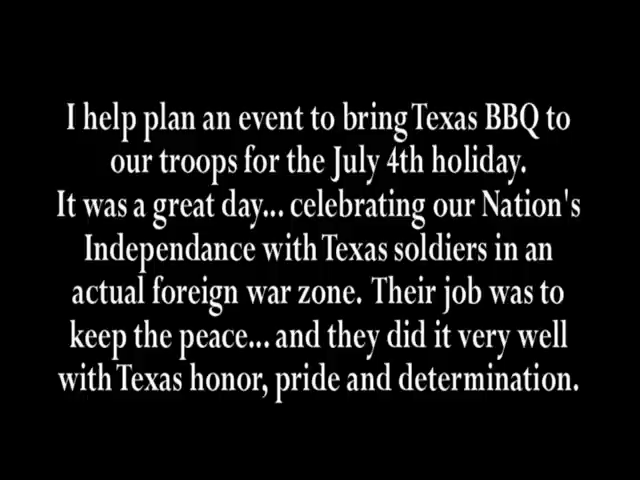 I help plan an event to bring Texas BBQ to
our troops for the July 4th holiday.
It was a great day... celebrating our Nation's
Independance with Texas soldiers in an
actual foreign war zone. Their job was to
keep the peace... and they did it very well
with Texas honor, pride and determination.